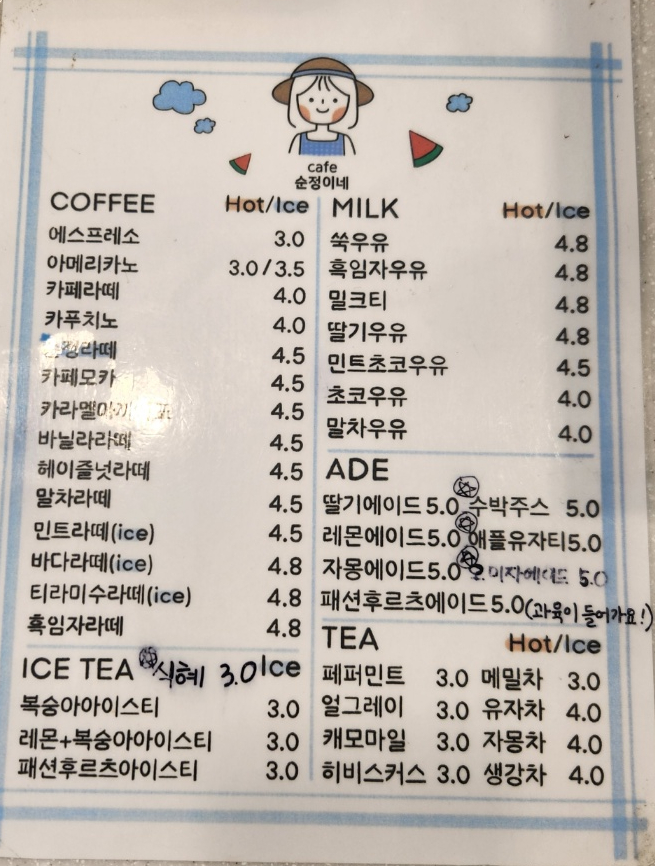 cafe
순정이네
COFFEE Hot/Ice
에스프레소 3.0
아메리카노 3.0/3.5
카페라떼 4.0
카푸치노 4.0
라떼 4.5
카페모카 4.5
4.5
바닐라라떼 4.5
헤이즐넛라떼 4.5
말차라떼 4.5
민트라떼(ice) 4.5
바다라떼(ice) 4.8
티라미수라떼(ice) 4.8
흑임자라떼 4.8
ICE TEA 식혜 3.0 Ice
복숭아아이스티 3.0
레몬+복숭아아이스티 3.0
패션후르츠아이스티 3.0
MILK Hot/Ice
쑥우유 4.8
흑임자우유 4.8
밀크티 4.8
딸기우유 4.8
민트초코우유 4.5
초코우유 4.0
말차우유 4.0
ADE
딸기에이드 5.0 수박주스 5.0
레몬에이드 5.0 애플유자티 5.0
자몽에이드 5.0 오미자에이드 5.0
패션후르츠에이드 5.0 (과육이 들어가요!)
TEA Hot/Ice
페퍼민트 3.0 메밀차 3.0
얼그레이 3.0 유자차 4.0
캐모마일 3.0 자몽차 4.0
히비스커스 3.0 생강차 4.0